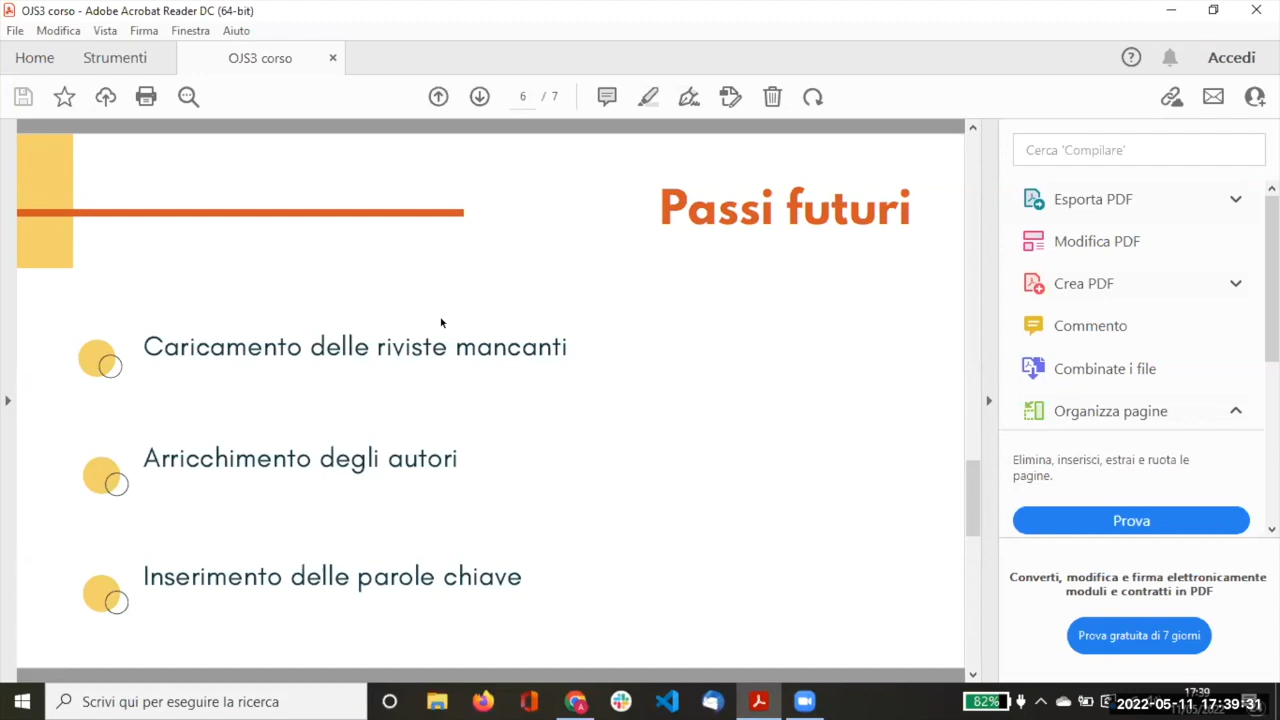 OJS3 corso - Adobe Acrobat Reader DC (64-bit)
File Modifica Vista Firma Finestra Aiuto
Home Strumenti OJS3 corso × Accedi
6 / 7
Cerca 'Compilare'
Passi futuri
Caricamento delle riviste mancanti
Arricchimento degli autori
Inserimento delle parole chiave
Esporta PDF
Modifica PDF
Crea PDF
Commento
Combinate i file
Organizza pagine
Elimina, inserisci, estrai e ruota le
pagine.
Prova
Converti, modifica e firma elettronicamente
moduli e contratti in PDF
Prova gratuita di 7 giorni
Scrivi qui per eseguire la ricerca
82%
17:39
2022-05-11 17:39:31